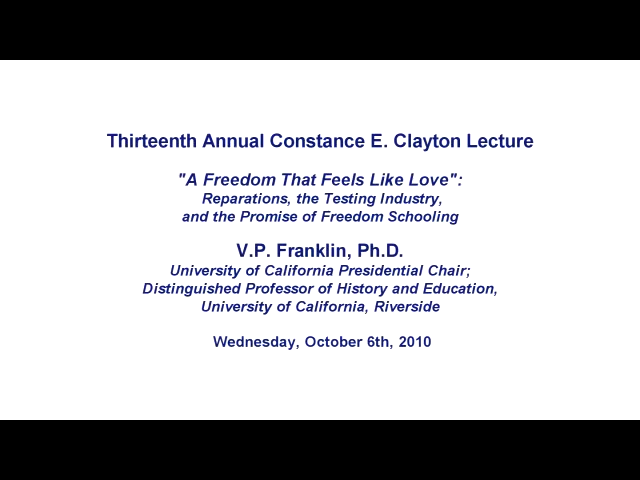 Thirteenth Annual Constance E. Clayton Lecture
"A Freedom That Feels Like Love":
Reparations, the Testing Industry,
and the Promise of Freedom Schooling
V.P. Franklin, Ph.D.
University of California Presidential Chair;
Distinguished Professor of History and Education,
University of California, Riverside
Wednesday, October 6th, 2010